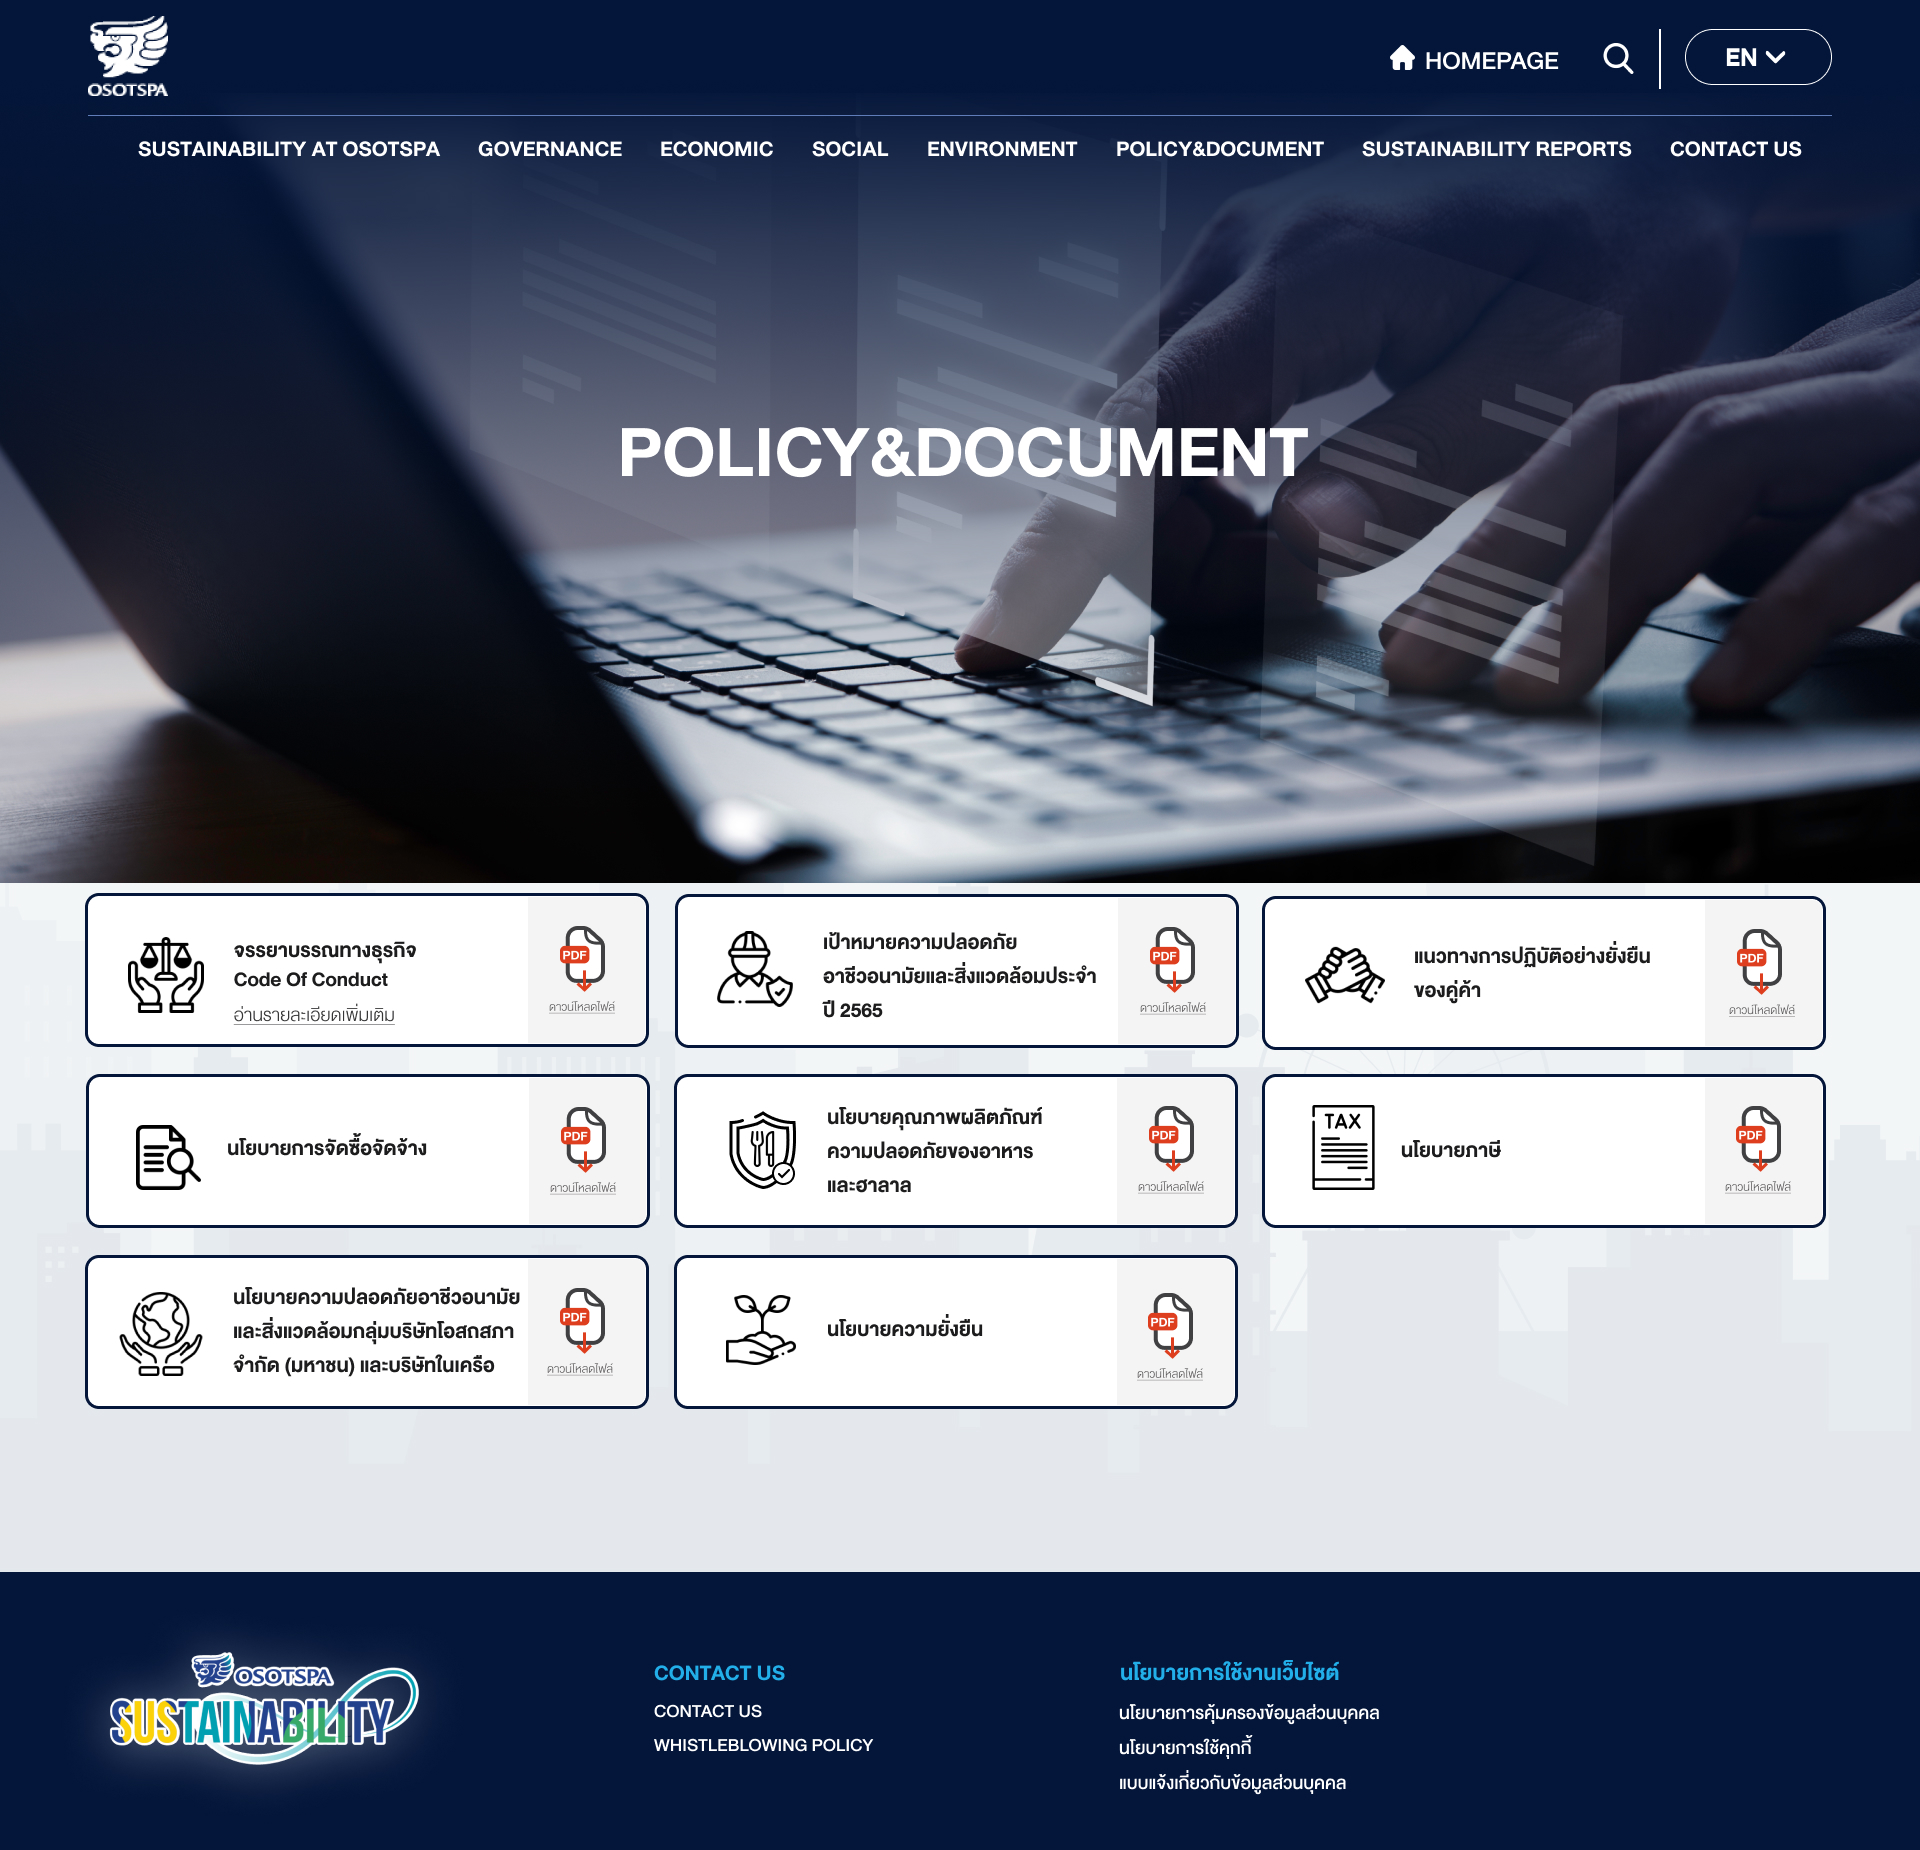 OSOTSPA
HOMEPAGE
EN
SUSTAINABILITY AT OSOTSPA
GOVERNANCE
ECONOMIC
SOCIAL
ENVIRONMENT
POLICY&DOCUMENT
SUSTAINABILITY REPORTS
CONTACT US
POLICY&DOCUMENT
จรรยาบรรณทางธุรกิจ
Code Of Conduct
อ่านรายละเอียดเพิ่มเติม
PDF
ดาวน์โหลดไฟล์
เป้าหมายความปลอดภัย
อาชีวอนามัยและสิ่งแวดล้อมประจำ
ปี 2565
PDF
ดาวน์โหลดไฟล์
แนวทางการปฏิบัติอย่างยั่งยืน
ของคู่ค้า
PDF
ดาวน์โหลดไฟล์
นโยบายการจัดซื้อจัดจ้าง
PDF
ดาวน์โหลดไฟล์
นโยบายคุณภาพผลิตภัณฑ์
ความปลอดภัยของอาหาร
และฮาลาล
PDF
ดาวน์โหลดไฟล์
TAX
นโยบายภาษี
PDF
ดาวน์โหลดไฟล์
นโยบายความปลอดภัยอาชีวอนามัย
และสิ่งแวดล้อมกลุ่มบริษัทโอสถสภา
จำกัด (มหาชน) และบริษัทในเครือ
PDF
ดาวน์โหลดไฟล์
นโยบายความยั่งยืน
PDF
ดาวน์โหลดไฟล์
OSOTSPA
SUSTAINABILITY
CONTACT US
CONTACT US
WHISTLEBLOWING POLICY
นโยบายการใช้งานเว็บไซต์
นโยบายการคุ้มครองข้อมูลส่วนบุคคล
นโยบายการใช้คุกกี้
แบบแจ้งเกี่ยวกับข้อมูลส่วนบุคคล